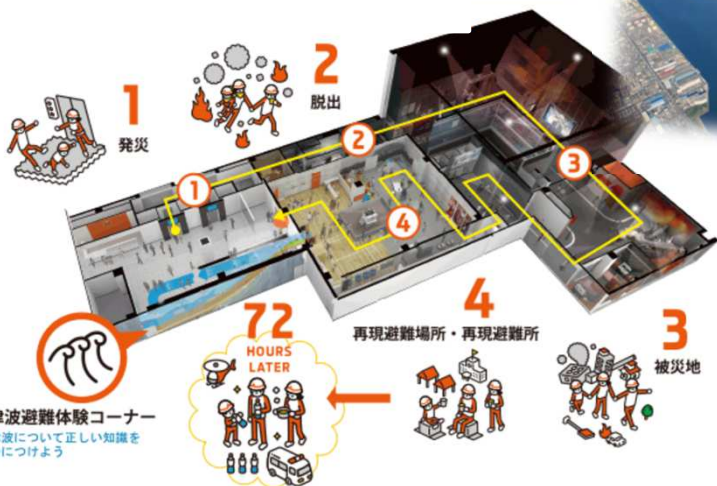 1
発災
2
脱出
①
②
③
④
72
HOURS
LATER
4
再現避難場所・再現避難所
3
被災地
波避難体験コーナー
波について正しい知識を
につけよう